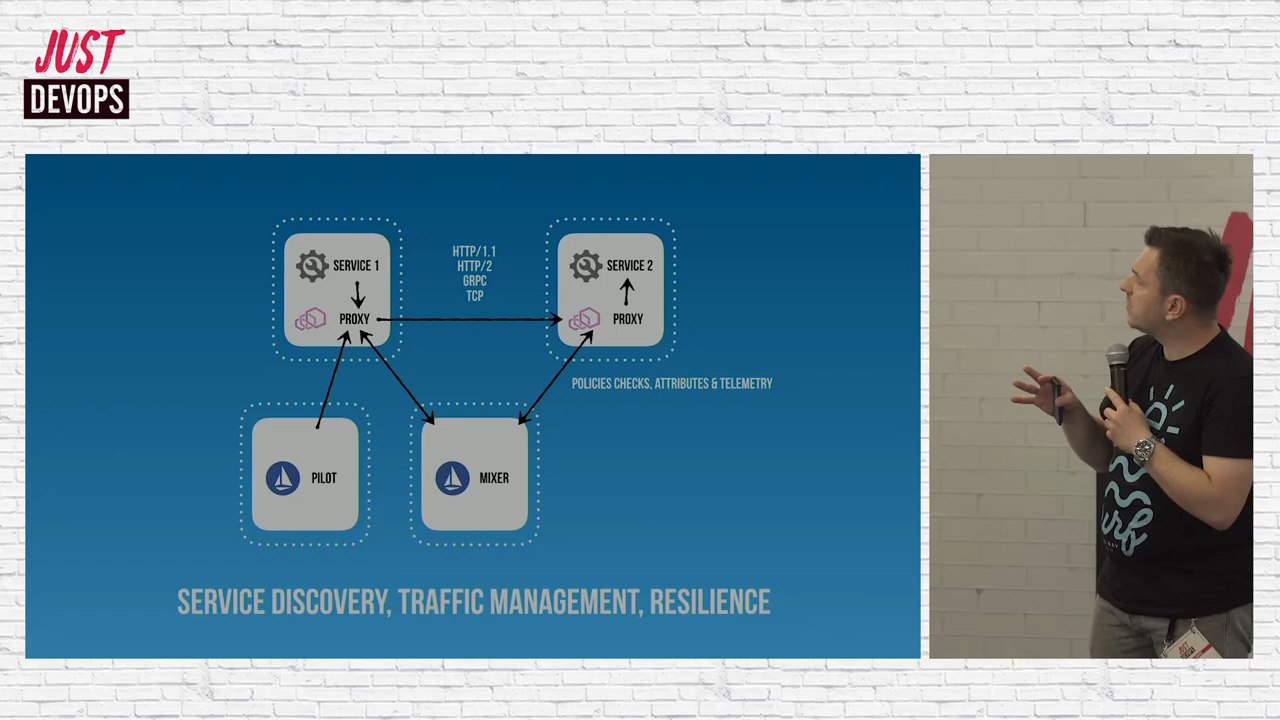 JUST
DEVOPS
SERVICE 1
PROXY
HTTP/1.1
HTTP/2
GRPC
TCP
SERVICE 2
PROXY
POLICIES CHECKS, ATTRIBUTES & TELEMETRY
PILOT
MIXER
SERVICE DISCOVERY, TRAFFIC MANAGEMENT, RESILIENCE
JUST